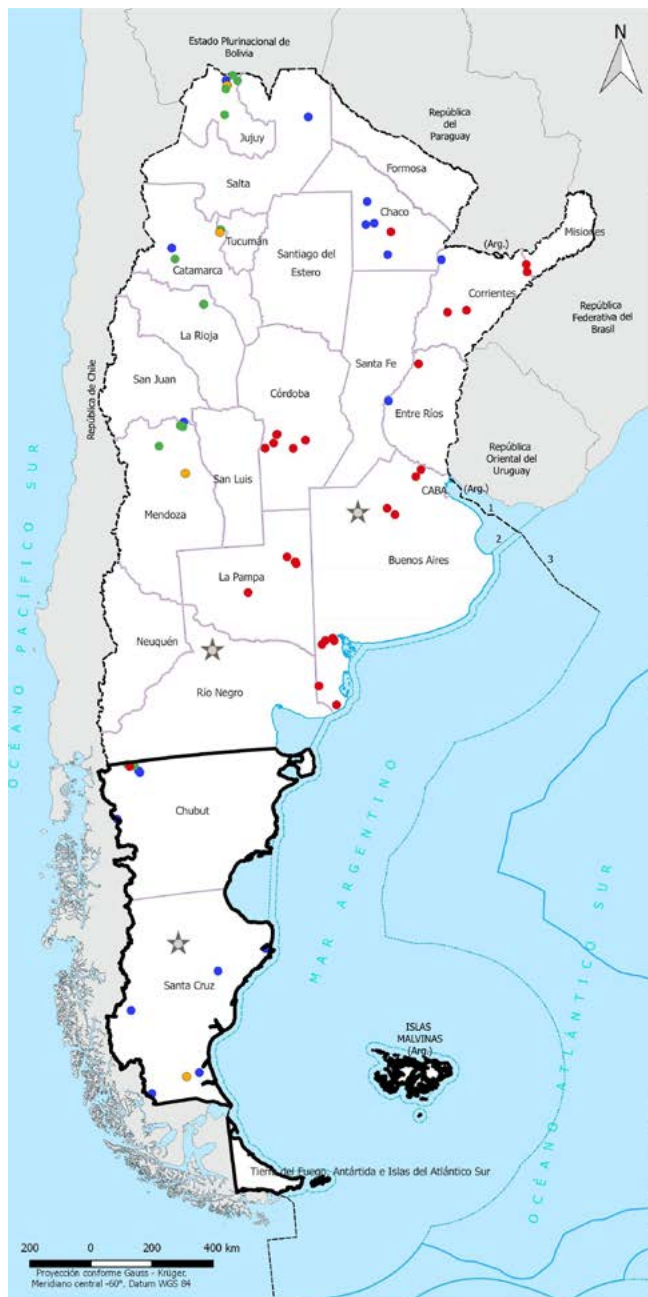 Estado Plurinacional de
Bolivia
N
República
del
Paraguay
Jujuy
Formosa
Salta
Chaco
Misiones
Tucumán
(Arg.)
Santiago del
Estero
Catamarca
Corrientes
República
Federativa del
Brasil
La Rioja
Santa Fe
República de Chile
San Juan
Córdoba
Entre Ríos
República
Oriental del
Uruguay
San Luis
CABA
(Arg.)
Mendoza
1
2
3
Buenos Aires
La Pampa
Neuquén
Río Negro
OCÉANO PACÍFICO SUR
Chubut
MAR ARGENTINO
Santa Cruz
OCÉANO ATLÁNTICO SUR
ISLAS
MALVINAS
(Arg.)
Tierra del Fuego, Antártida e Islas del Atlántico Sur
200 0 200 400 km
Proyección conforme Gauss - Krüger.
Meridiano central -60°. Datum WGS 84